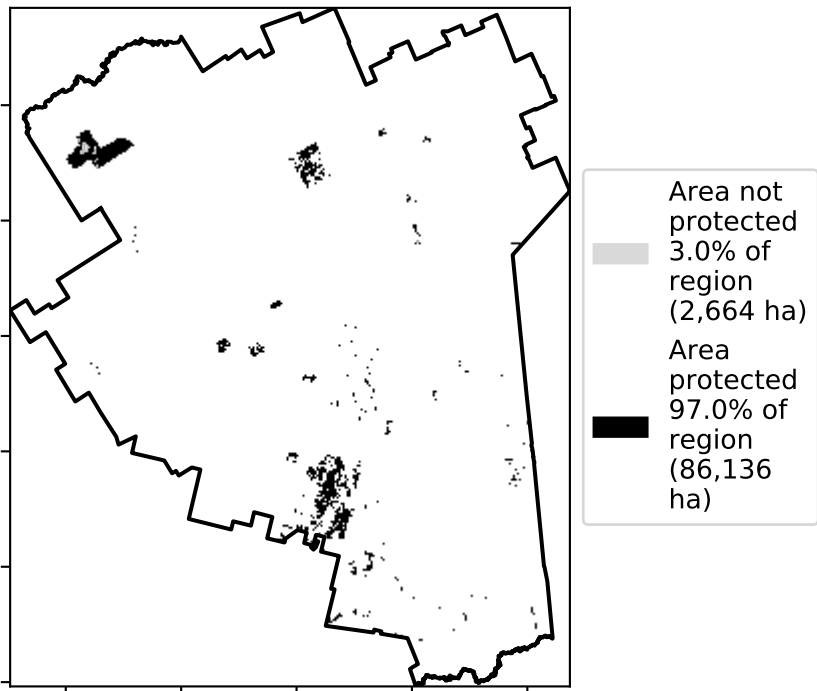 Area not
protected
3.0% of
region
(2,664 ha)
Area
protected
97.0% of
region
(86,136
ha)